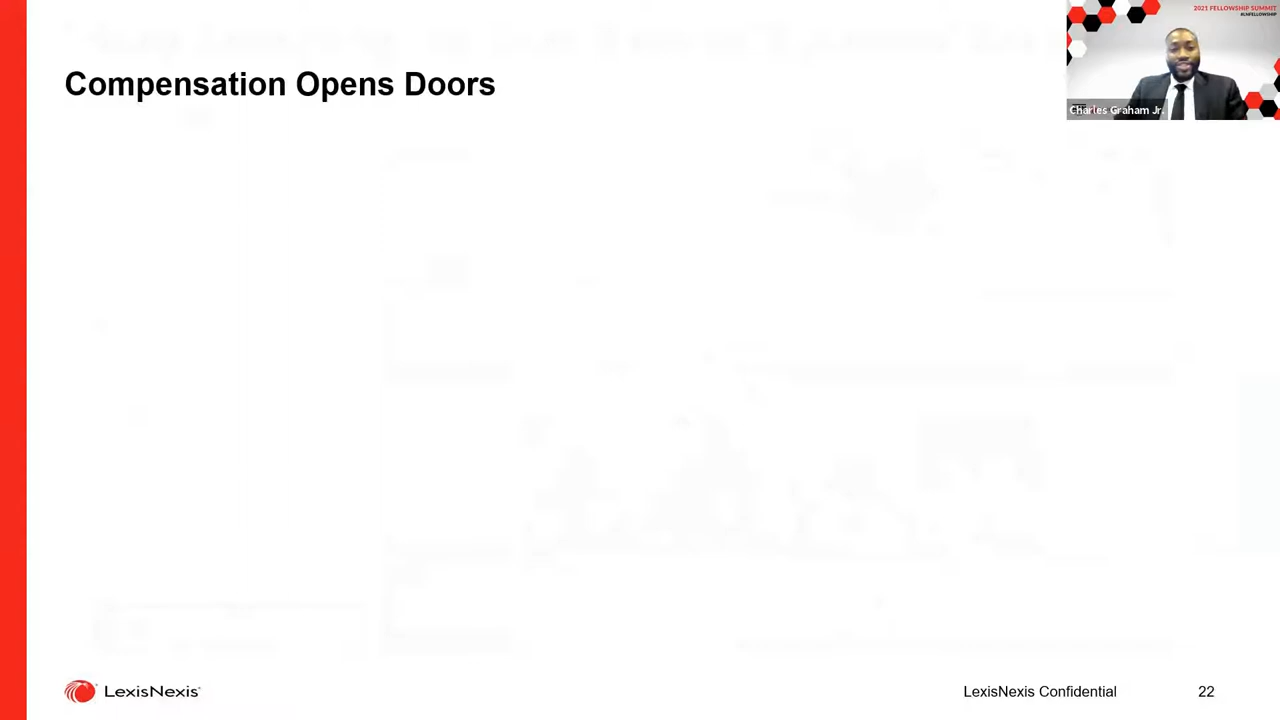 2021 FELLOWSHIP SUMMIT
#LNFELLOWSHIP
Compensation Opens Doors
Charles Graham Jr.
LexisNexis
LexisNexis Confidential
22